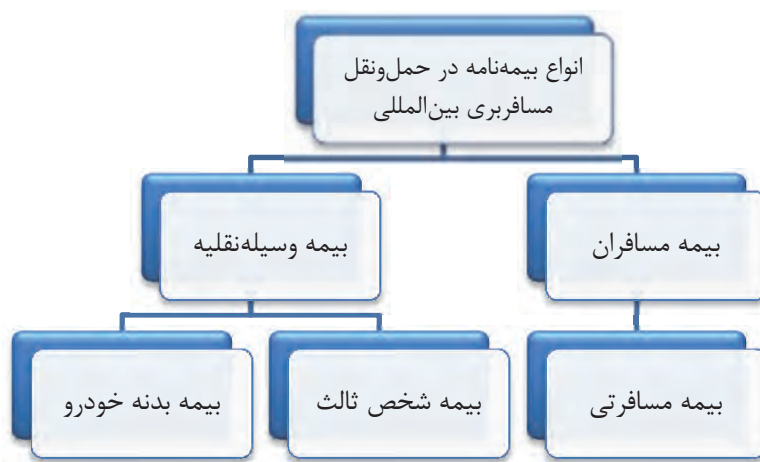 انواع بیمه‌نامه در حمل‌ونقل
مسافربری بین‌المللی
بیمه مسافران
بیمه وسیله‌نقلیه
بیمه مسافرتی
بیمه شخص ثالث
بیمه بدنه خودرو